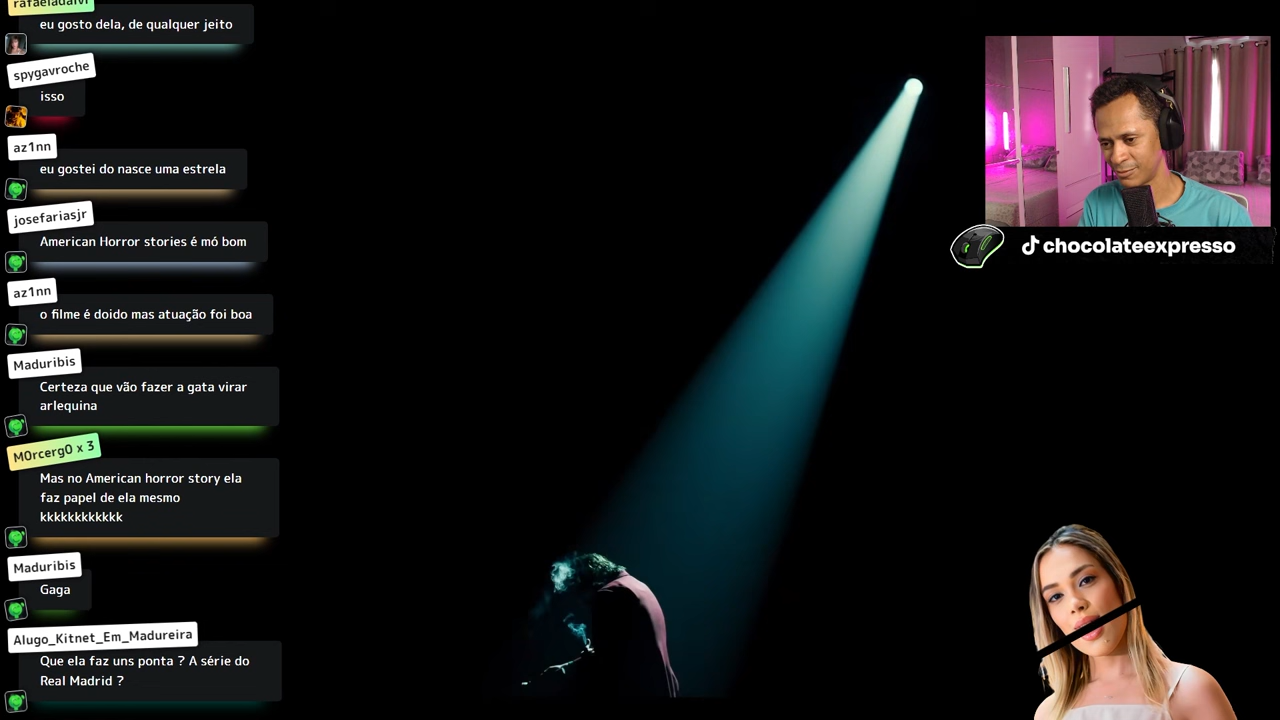 rafaeladalvi
eu gosto dela, de qualquer jeito
spygavroche
isso
az1nn
eu gostei do nasce uma estrela
josefariasjr
American Horror stories é mó bom
az1nn
o filme é doido mas atuação foi boa
Maduribis
Certeza que vão fazer a gata virar
arlequina
M0rcerg0 x 3
Mas no American horror story ela
faz papel de ela mesmo
kkkkkkkkkkkk
Maduribis
Gaga
Alugo_Kitnet_Em_Madureira
Que ela faz uns ponta ? A série do
Real Madrid ?
chocolateexpresso